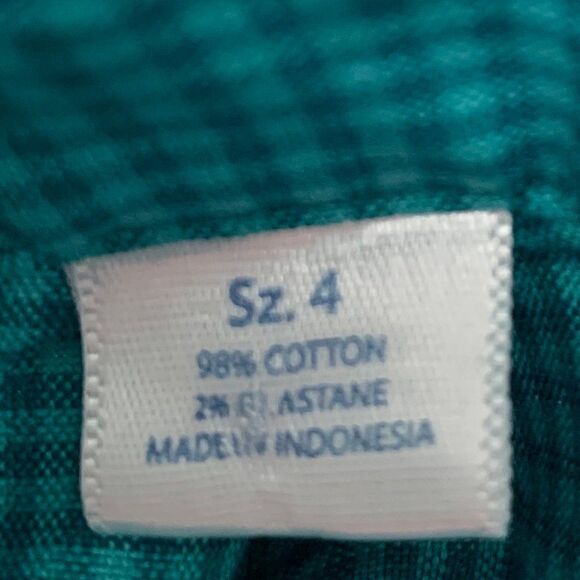 Sz. 4
98% COTTON
2% ELASTANE
MADE IN INDONESIA